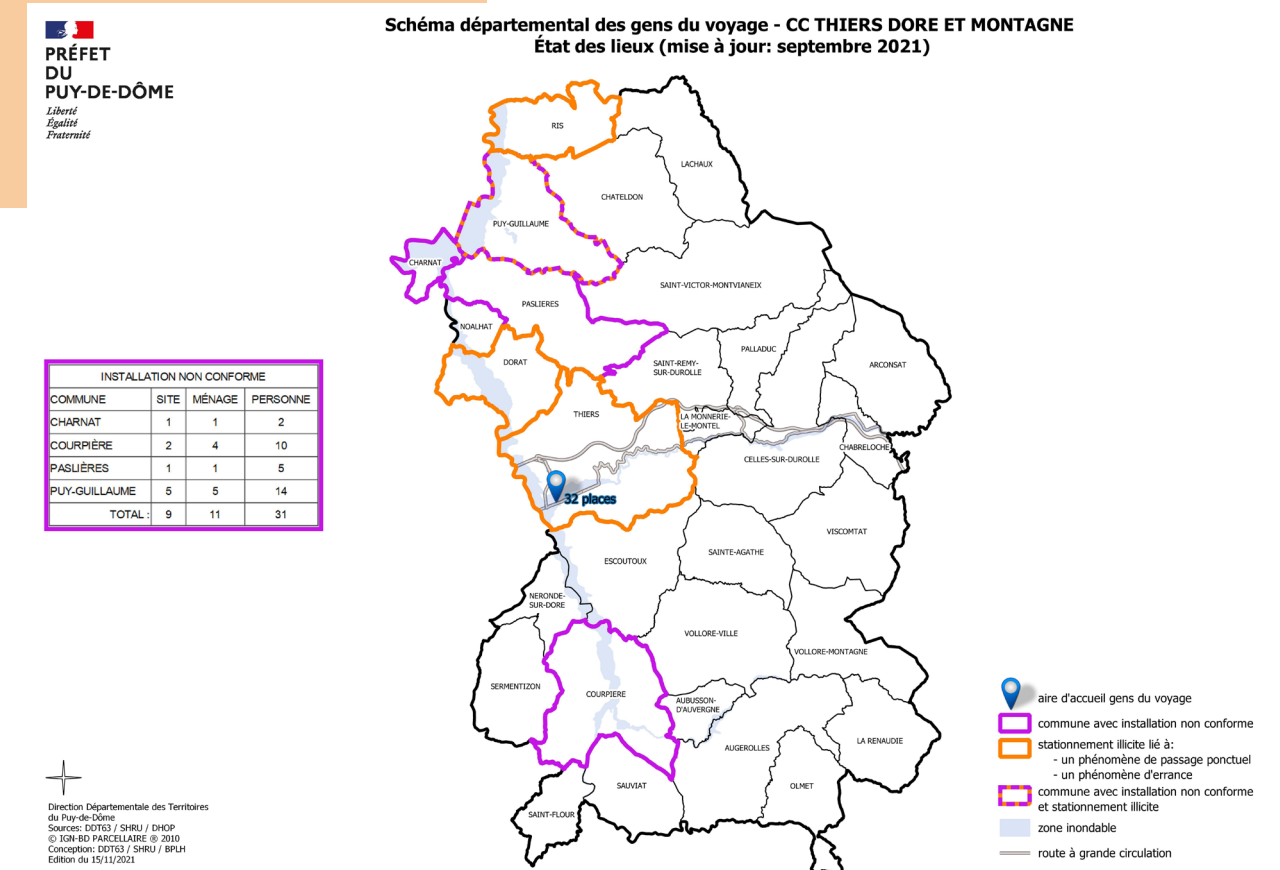 Schéma départemental des gens du voyage - CC THIERS DORE ET MONTAGNE
État des lieux (mise à jour: septembre 2021)
PRÉFET
DU
PUY-DE-DÔME
Liberté
Égalité
Fraternité
RIS
LACHAUX
CHATELDON
PUY-GUILLAUME
CHARNAT
SAINT-VICTOR-MONTVIANEIX
PASLIERES
NOALHAT
PALLADUC
DORAT
SAINT-REMY-
SUR-DUROLLE
ARCONSAT
THIERS
LA MONNERIE-
LE-MONTEL
CHABRELOCHE
CELLES-SUR-DUROLLE
32 places
VISCOMTAT
SAINTE-AGATHE
ESCOUTOUX
NERONDE-
SUR-DORE
VOLLORE-VILLE
VOLLORE-MONTAGNE
SERMENTIZON
COURPIERE
AUBUSSON-
D'AUVERGNE
AUGEROLLES
LA RENAUDIE
SAUVIAT
OLMET
SAINT-FLOUR
INSTALLATION NON CONFORME
COMMUNE SITE MÉNAGE PERSONNE
CHARNAT 1 1 2
COURPIÈRE 2 4 10
PASLIÈRES 1 1 5
PUY-GUILLAUME 5 5 14
TOTAL : 9 11 31
aire d'accueil gens du voyage
commune avec installation non conforme
stationnement illicite lié à:
- un phénomène de passage ponctuel
- un phénomène d'errance
commune avec installation non conforme
et stationnement illicite
zone inondable
route à grande circulation
Direction Départementale des Territoires
du Puy-de-Dôme
Sources: DDT63 / SHRU / DHOP
© IGN-BD PARCELLAIRE ® 2010
Conception: DDT63 / SHRU / BPLH
Edition du 15/11/2021